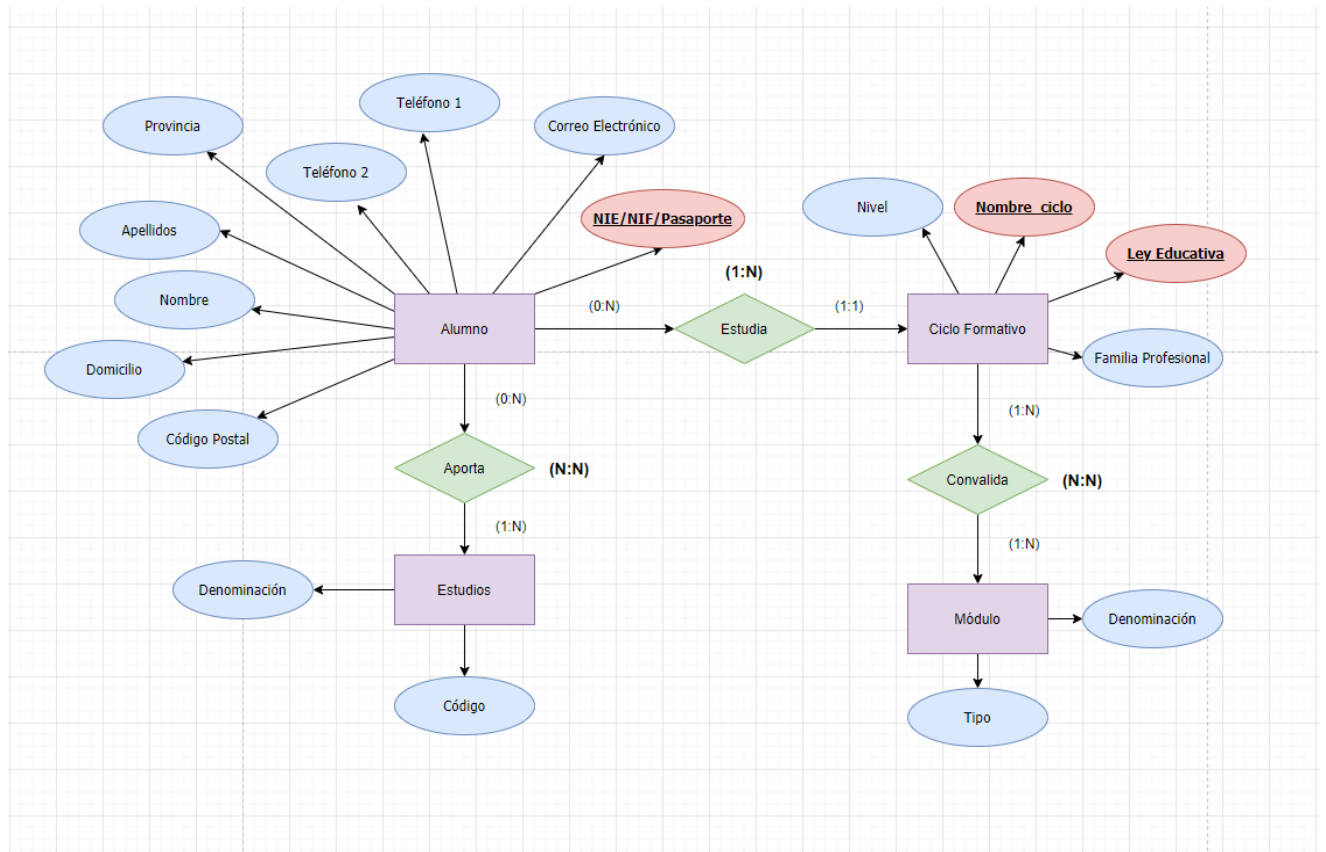 Teléfono 1
Provincia
Correo Electrónico
Teléfono 2
Nivel
Nombre ciclo
Apellidos
NIE/NIF/Pasaporte
Ley Educativa
(1:N)
Nombre
(0:N)
(1:1)
Alumno
Estudia
Ciclo Formativo
Familia Profesional
Domicilio
(0:N)
(1:N)
Código Postal
Aporta
(N:N)
Convalida
(N:N)
(1:N)
(1:N)
Denominación
Estudios
Módulo
Denominación
Código
Tipo